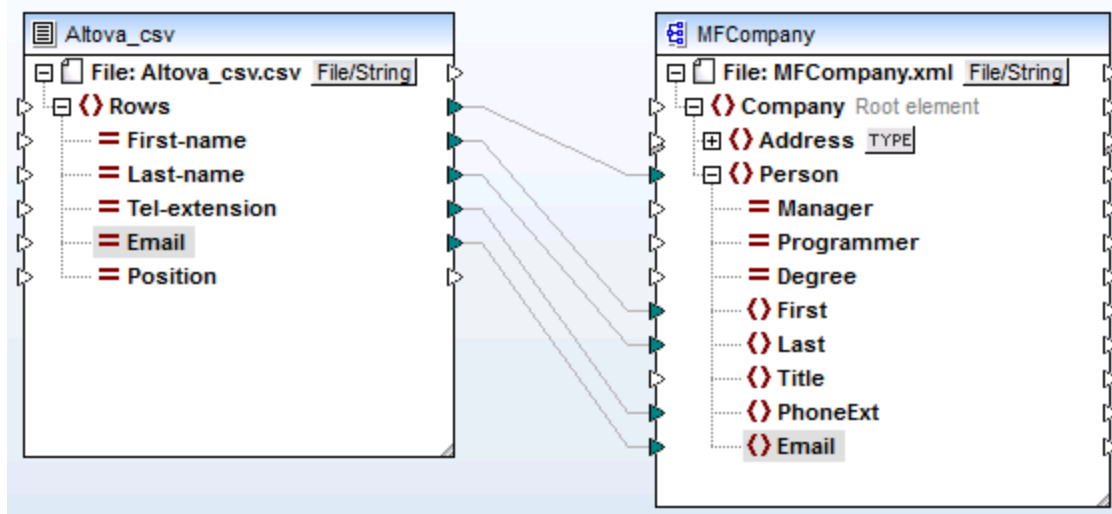 Altova_csv
File: Altova_csv.csv File/String
Rows
First-name
Last-name
Tel-extension
Email
Position
MFCompany
File: MFCompany.xml File/String
Company Root element
Address TYPE
Person
Manager
Programmer
Degree
First
Last
Title
PhoneExt
Email